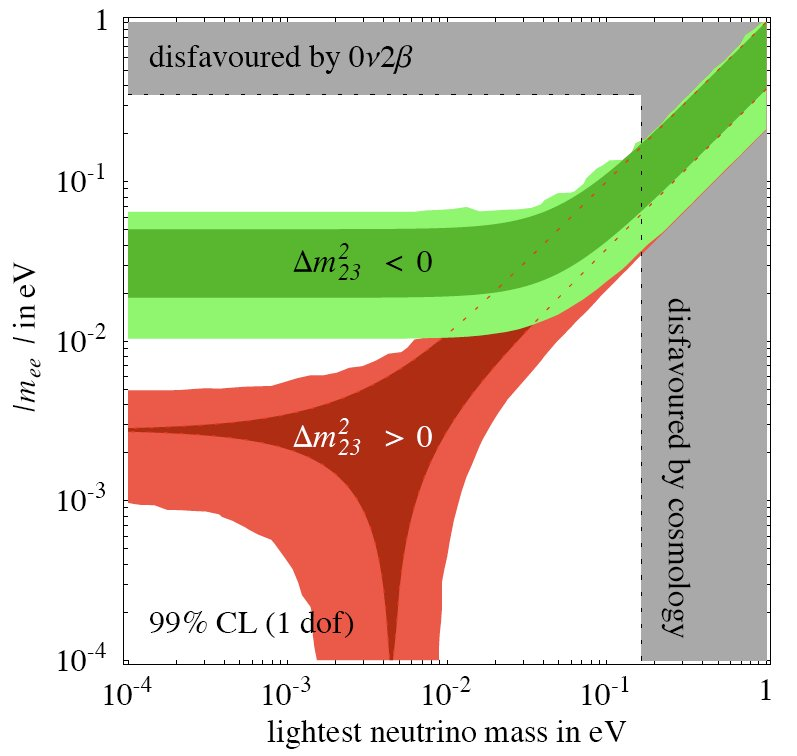 1
disfavoured by 0ν2β
10⁻¹
Δm²₂₃ < 0
10⁻²
Δm²₂₃ > 0
10⁻³
99% CL (1 dof)
10⁻⁴
|mₑₑ| in eV
disfavoured by cosmology
10⁻⁴ 10⁻³ 10⁻² 10⁻¹ 1
lightest neutrino mass in eV